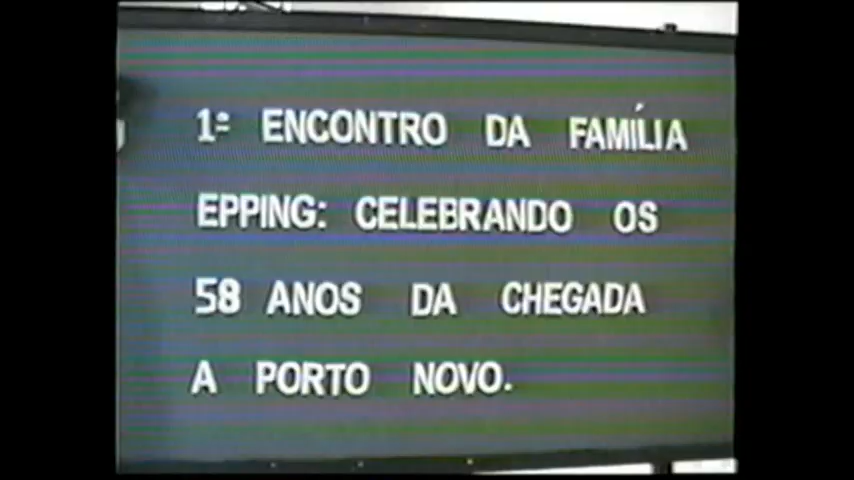 1º ENCONTRO DA FAMÍLIA
EPPING: CELEBRANDO OS
58 ANOS DA CHEGADA
A PORTO NOVO.